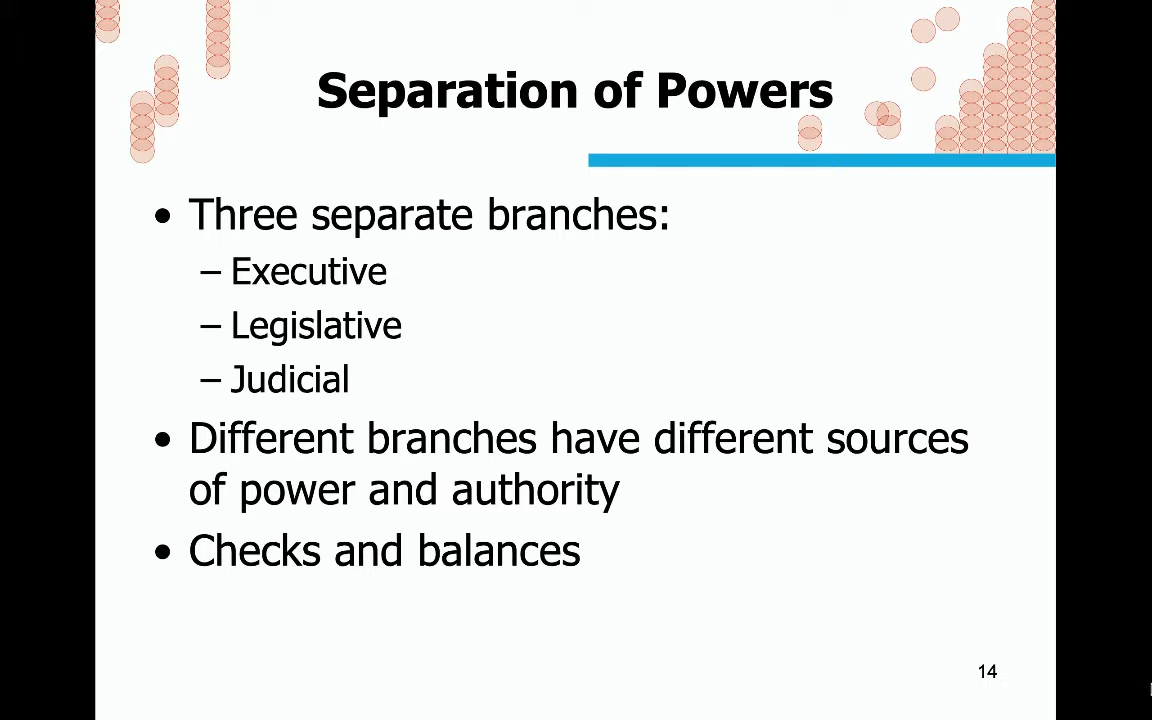 Separation of Powers
• Three separate branches:
– Executive
– Legislative
– Judicial
• Different branches have different sources
of power and authority
• Checks and balances
14